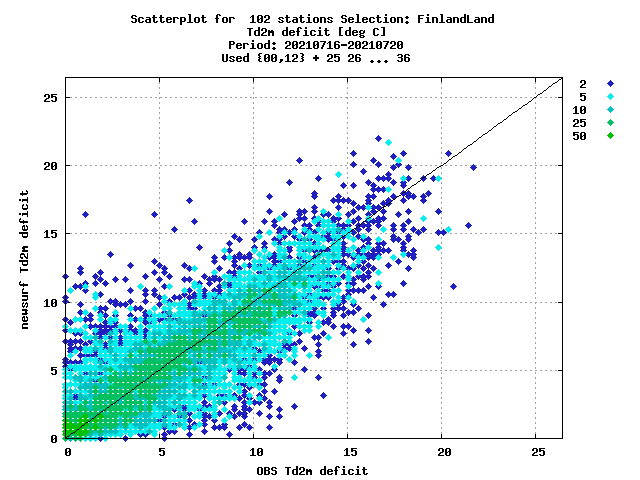 Scatterplot for  102 stations Selection: FinlandLand
Td2m deficit [deg C]
Period: 20210716-20210720
Used {00,12} + 25 26 ... 36
2
5
10
25
50
25
20
15
10
5
0
newsurf Td2m deficit
0 5 10 15 20 25
OBS Td2m deficit